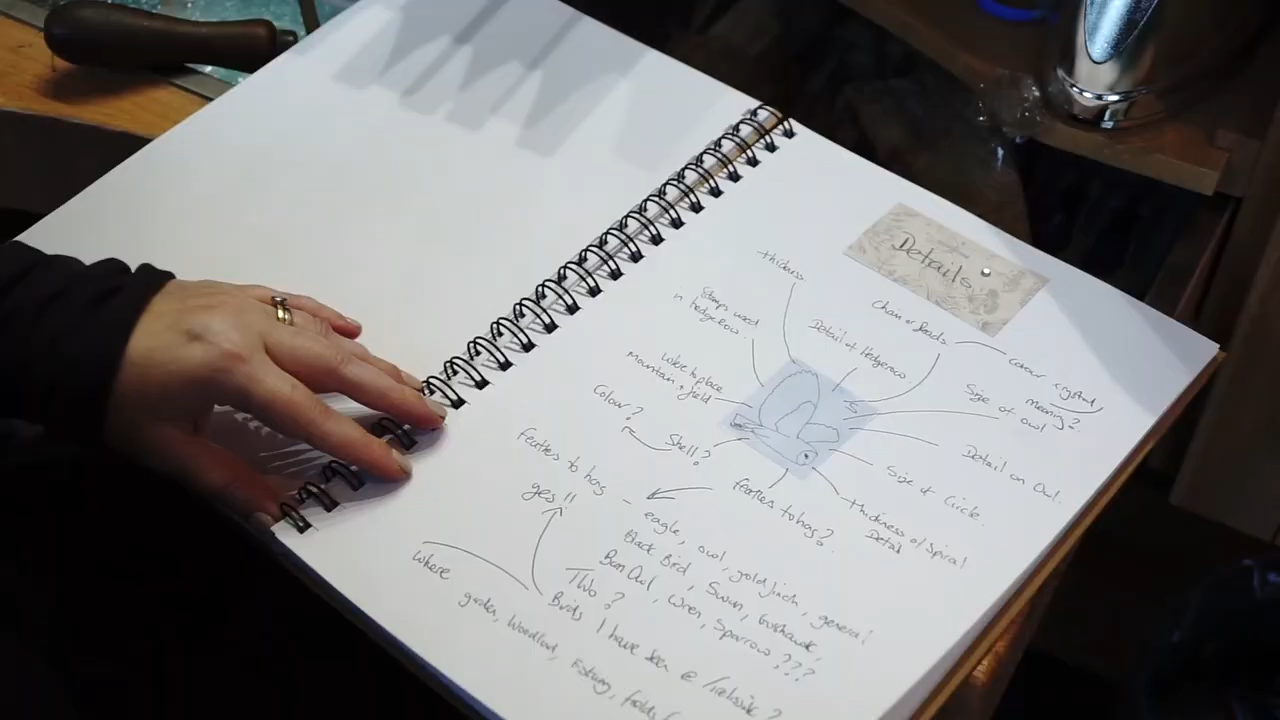 Details.
thickness
Stamps used
in hedgerow.
Detail of Hedgerow.
Chain or beads.
Colour crystal
meaning?
Size of owl
where to place
Mountain + field
Colour?
Shell?
Detail on Owl.
Size of Circle.
thickness of Spiral
Detail
feathers to hang?
feathers to hang -
yes !!
eagle, owl, goldfinch, general
Black Bird, Swan, Goshawk,
Barn Owl, Wren, Sparrow ???
Two?
Birds I have seen @
where
garden, Woodland, fishing, fields